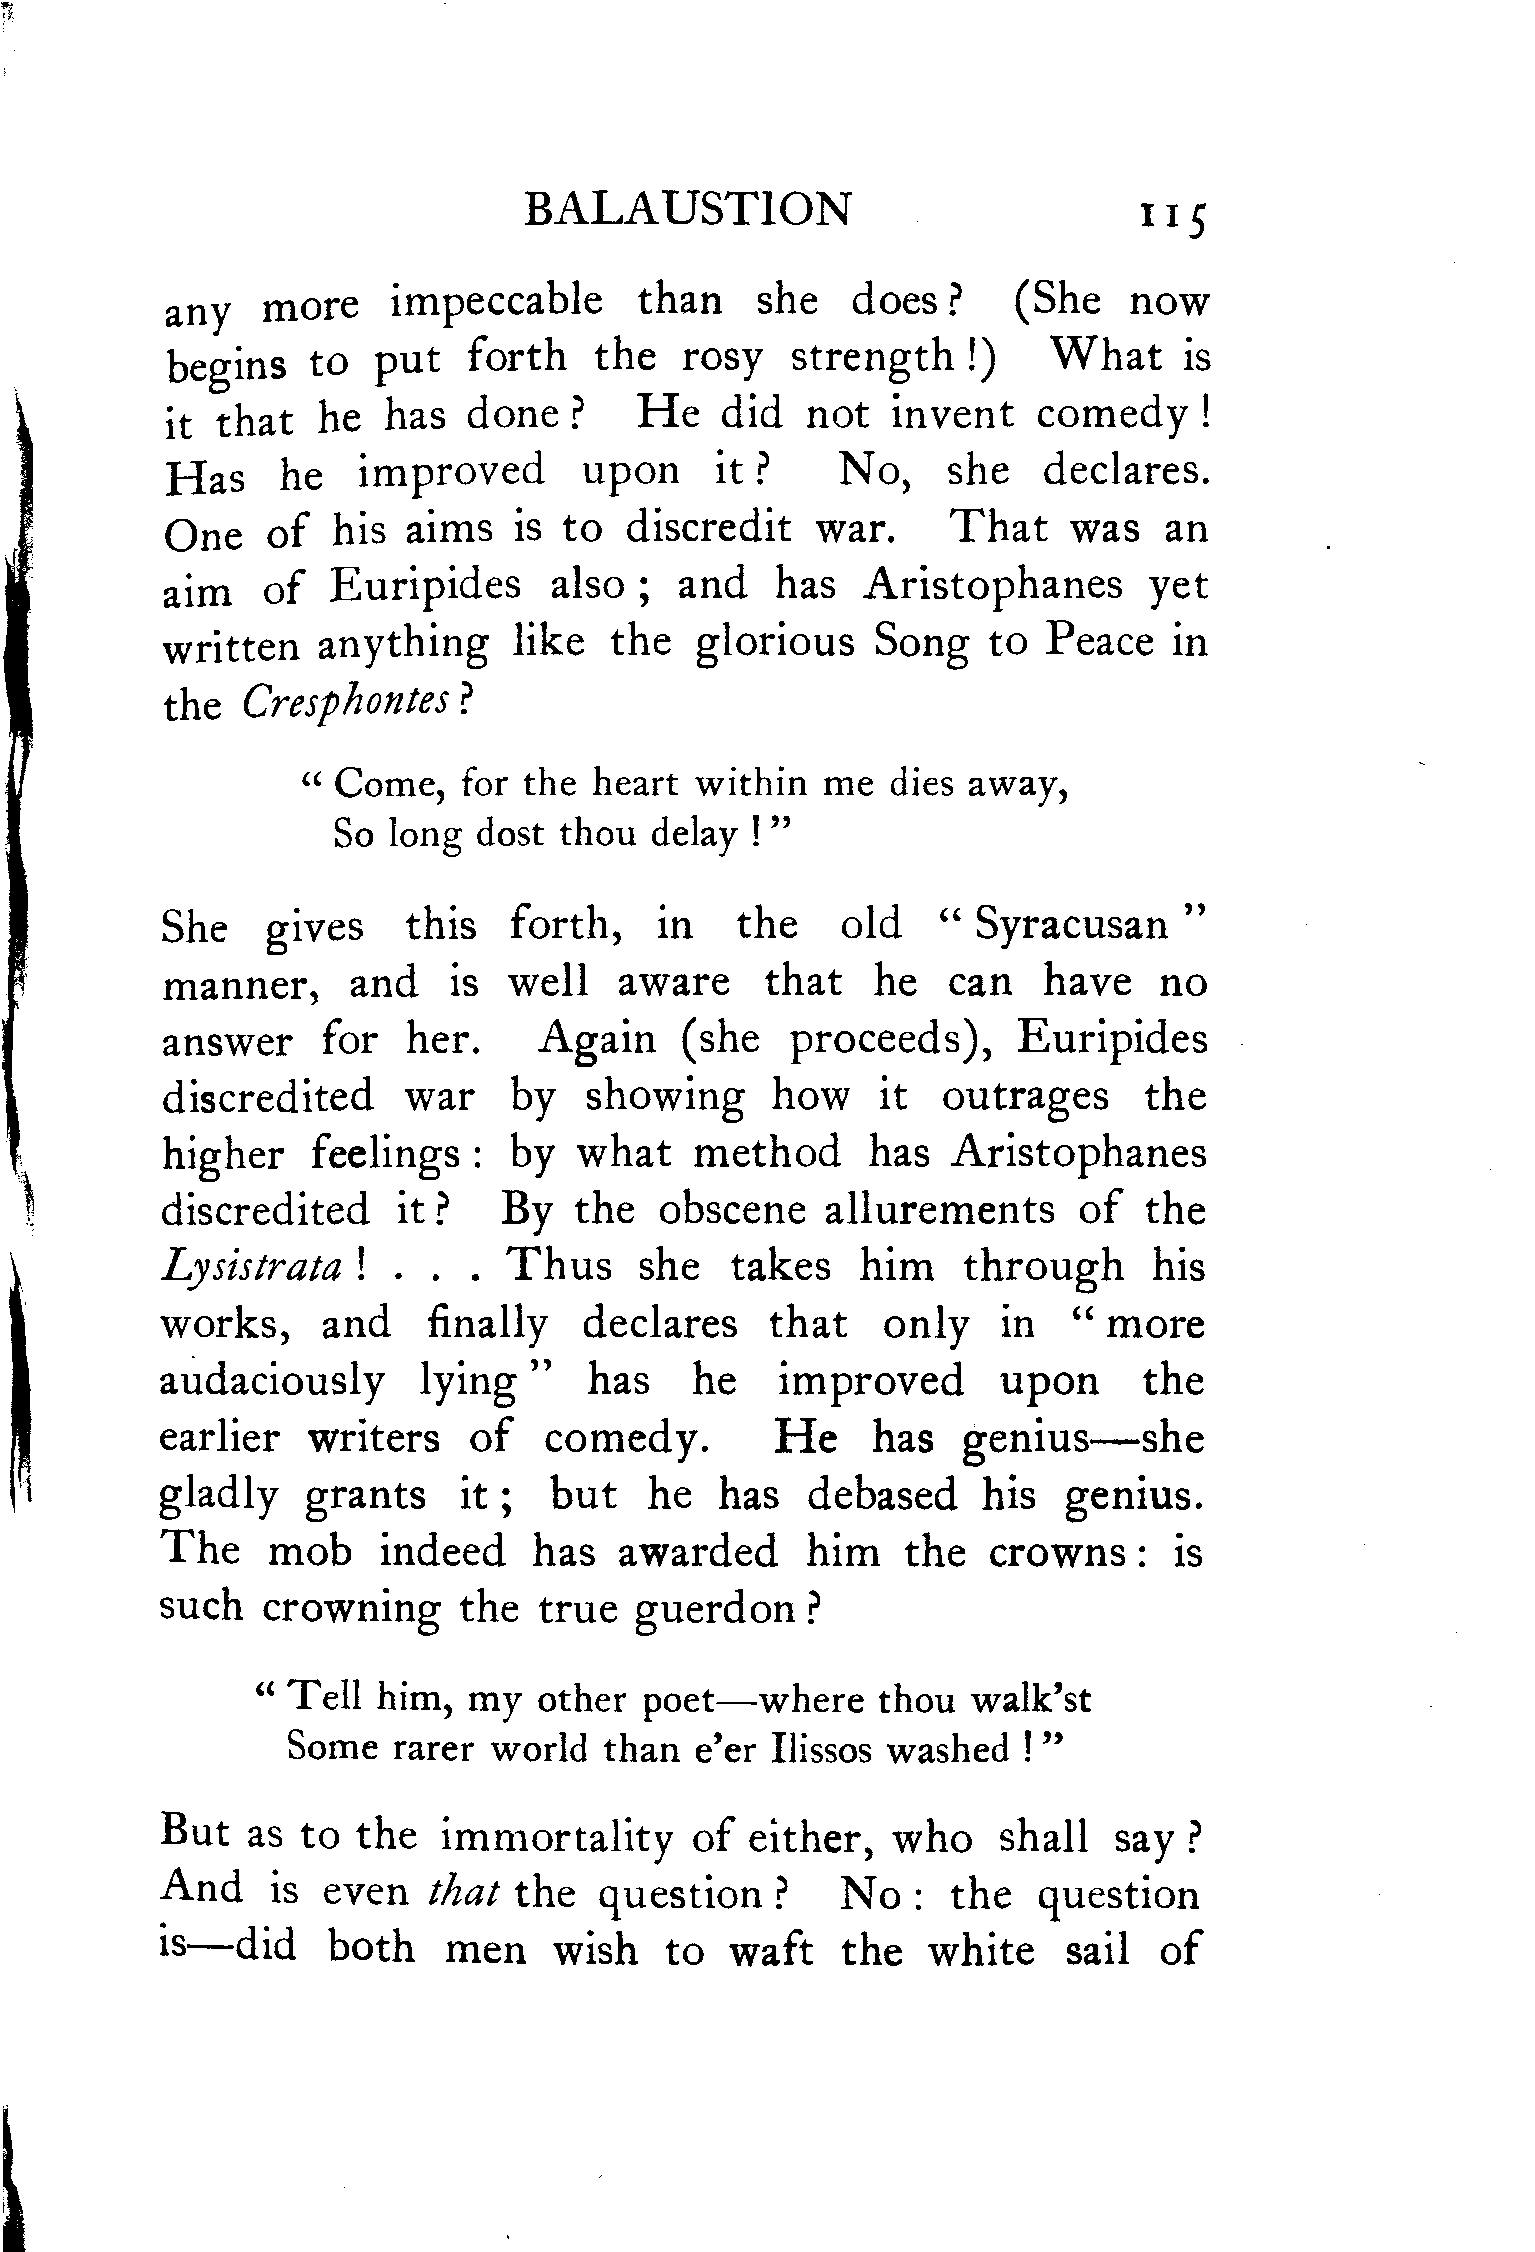 BALAUSTION 115
any more impeccable than she does? (She now
begins to put forth the rosy strength!) What is
it that he has done? He did not invent comedy!
Has he improved upon it? No, she declares.
One of his aims is to discredit war. That was an
aim of Euripides also; and has Aristophanes yet
written anything like the glorious Song to Peace in
the Cresphontes?
"Come, for the heart within me dies away,
So long dost thou delay!"
She gives this forth, in the old "Syracusan"
manner, and is well aware that he can have no
answer for her. Again (she proceeds), Euripides
discredited war by showing how it outrages the
higher feelings: by what method has Aristophanes
discredited it? By the obscene allurements of the
Lysistrata! . . . Thus she takes him through his
works, and finally declares that only in "more
audaciously lying" has he improved upon the
earlier writers of comedy. He has genius—she
gladly grants it; but he has debased his genius.
The mob indeed has awarded him the crowns: is
such crowning the true guerdon?
"Tell him, my other poet—where thou walk'st
Some rarer world than e'er Ilissos washed!"
But as to the immortality of either, who shall say?
And is even that the question? No: the question
is—did both men wish to waft the white sail of